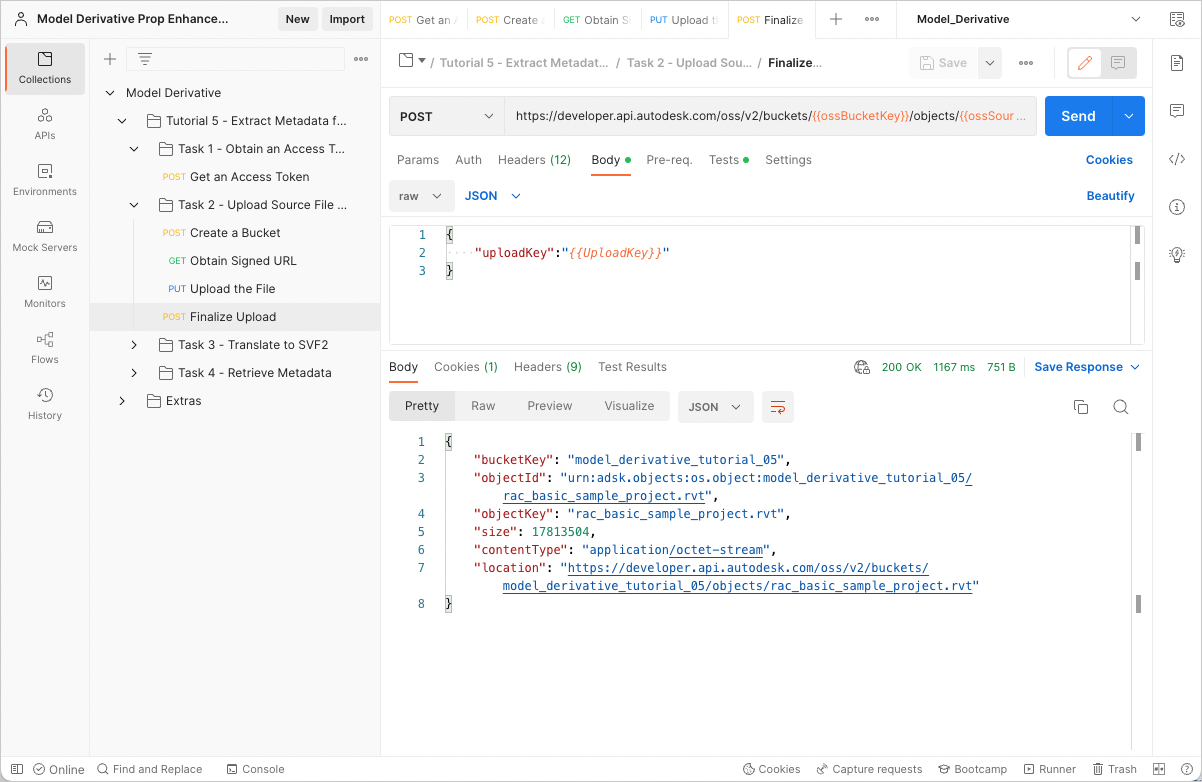 Model Derivative Prop Enhance...
New
Import
POST Get an
POST Create
GET Obtain S
PUT Upload t
POST Finalize
Model_Derivative
Collections
APIs
Environments
Mock Servers
Monitors
Flows
History
Model Derivative
Tutorial 5 - Extract Metadata f...
Task 1 - Obtain an Access T...
POST Get an Access Token
Task 2 - Upload Source File ...
POST Create a Bucket
GET Obtain Signed URL
PUT Upload the File
POST Finalize Upload
Task 3 - Translate to SVF2
Task 4 - Retrieve Metadata
Extras
/ Tutorial 5 - Extract Metadat... / Task 2 - Upload Sou... / Finalize...
Save
POST
https://developer.api.autodesk.com/oss/v2/buckets/{{ossBucketKey}}/objects/{{ossSour ...
Send
Params Auth Headers (12) Body Pre-req. Tests Settings
Cookies
raw
JSON
Beautify
1 {
2 ····"uploadKey":"{{UploadKey}}"
3 }
Body Cookies (1) Headers (9) Test Results
200 OK 1167 ms 751 B
Save Response
Pretty Raw Preview Visualize
JSON
1 {
2 "bucketKey": "model_derivative_tutorial_05",
3 "objectId": "urn:adsk.objects:os.object:model_derivative_tutorial_05/
rac_basic_sample_project.rvt",
4 "objectKey": "rac_basic_sample_project.rvt",
5 "size": 17813504,
6 "contentType": "application/octet-stream",
7 "location": "https://developer.api.autodesk.com/oss/v2/buckets/
model_derivative_tutorial_05/objects/rac_basic_sample_project.rvt"
8 }
Online
Find and Replace
Console
Cookies
Capture requests
Bootcamp
Runner
Trash